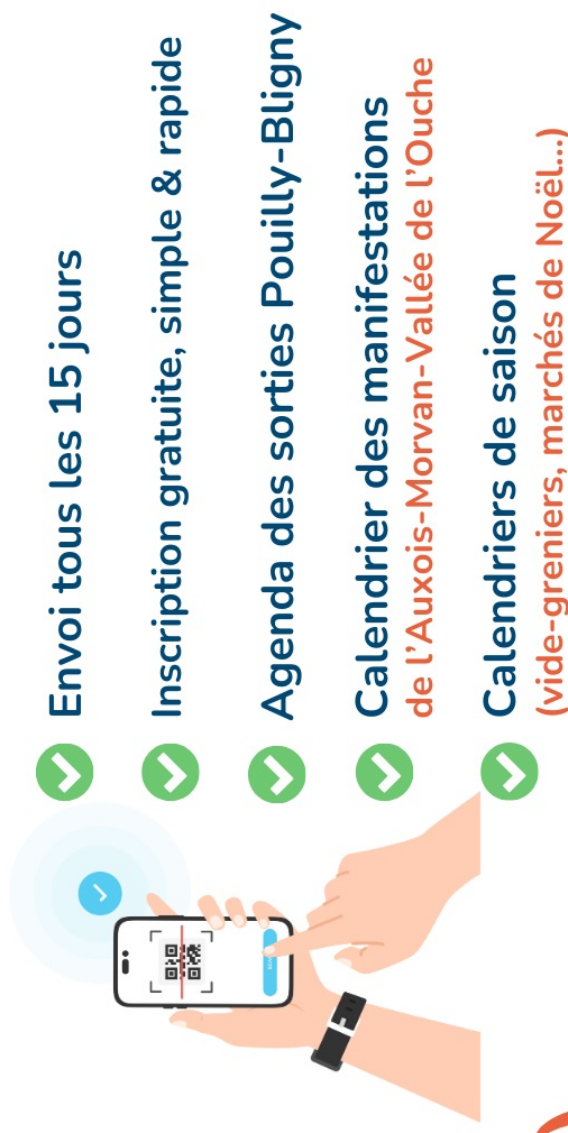 Envoi tous les 15 jours
Inscription gratuite, simple & rapide
Agenda des sorties Pouilly-Bligny
Calendrier des manifestations
de l'Auxois-Morvan-Vallée de l'Ouche
Calendriers de saison
(vide-greniers, marchés de Noël...)